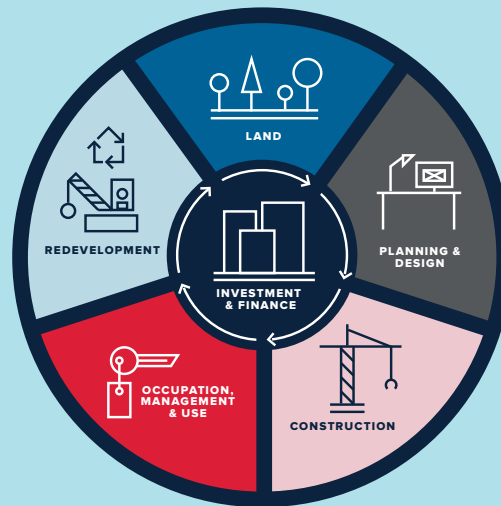 LAND
PLANNING &
DESIGN
CONSTRUCTION
OCCUPATION,
MANAGEMENT
& USE
REDEVELOPMENT
INVESTMENT
& FINANCE